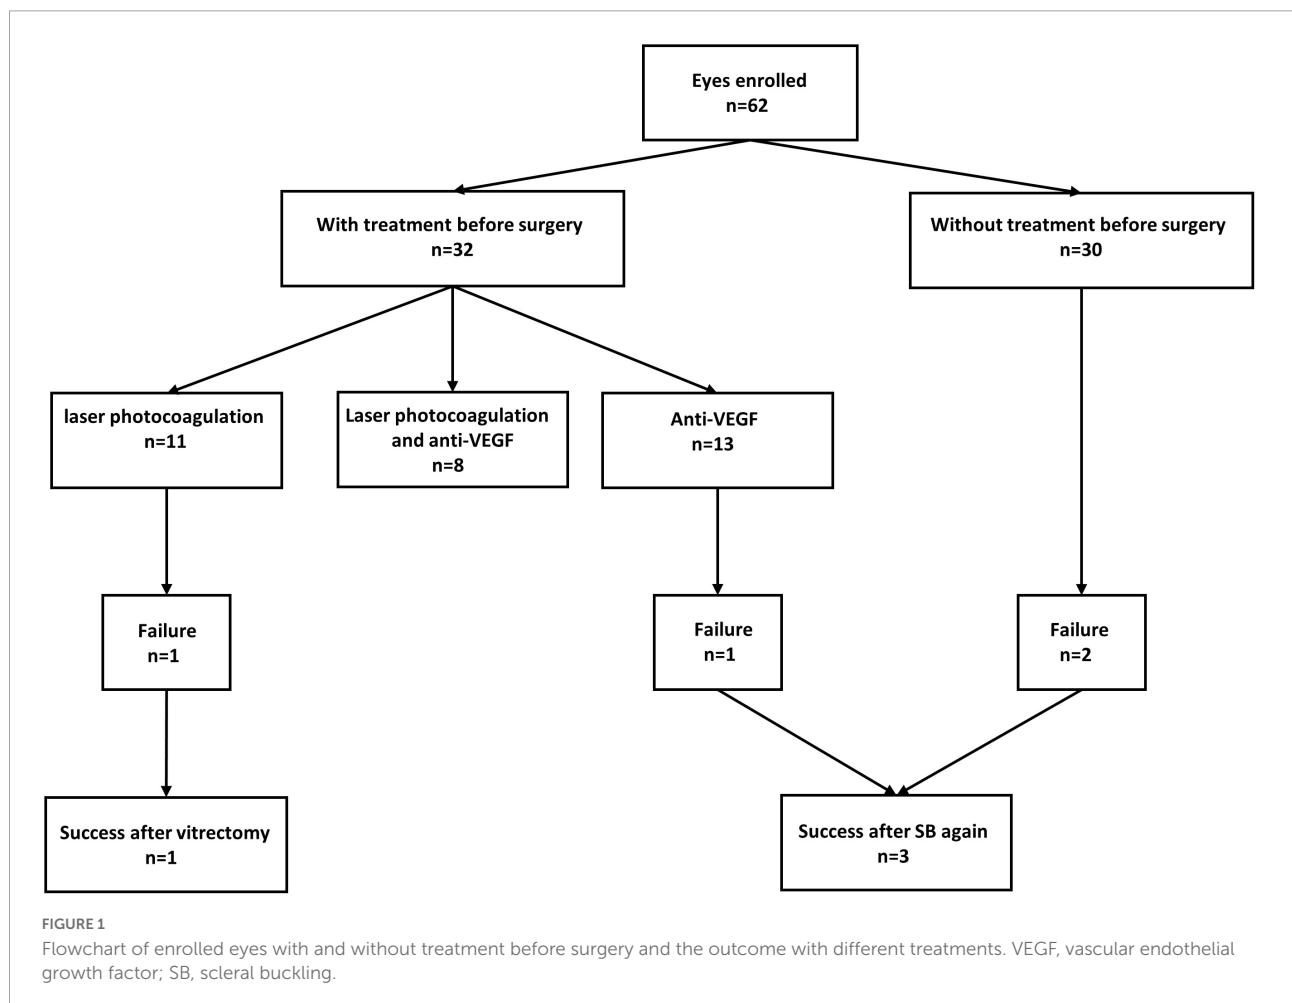 Eyes enrolled
n=62
With treatment before surgery
n=32
Without treatment before surgery
n=30
laser photocoagulation
n=11
Laser photocoagulation
and anti-VEGF
n=8
Anti-VEGF
n=13
Failure
n=1
Failure
n=1
Failure
n=2
Success after vitrectomy
n=1
Success after SB again
n=3
FIGURE 1
Flowchart of enrolled eyes with and without treatment before surgery and the outcome with different treatments. VEGF, vascular endothelial
growth factor; SB, scleral buckling.